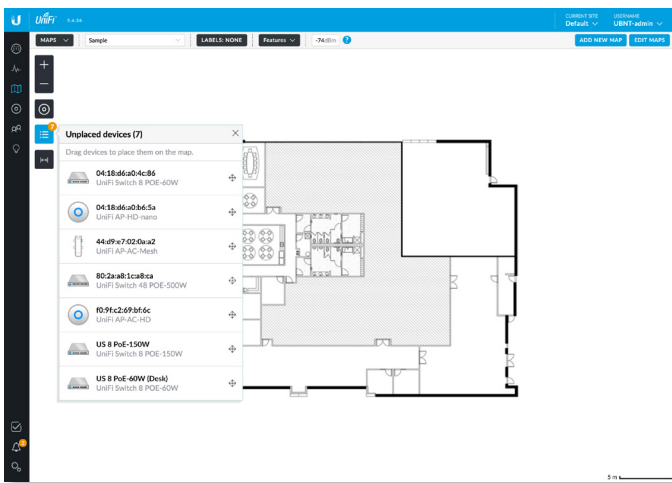 U UniFi 5.6.36
CURRENT SITE
Default
USERNAME
UBNT-admin
MAPS
Sample
LABELS: NONE
Features
-74dBm
?
ADD NEW MAP
EDIT MAPS
7
Unplaced devices (7)
Drag devices to place them on the map.
04:18:d6:a0:4c:86
UniFi Switch 8 POE-60W
04:18:d6:a0:b6:5a
UniFi AP-HD-nano
44:d9:e7:02:0a:a2
UniFi AP-AC-Mesh
80:2a:a8:1c:a8:ca
UniFi Switch 48 POE-500W
f0:9f:c2:69:bf:6c
UniFi AP-AC-HD
US 8 PoE-150W
UniFi Switch 8 POE-150W
US 8 PoE-60W (Desk)
UniFi Switch 8 POE-60W
5 m